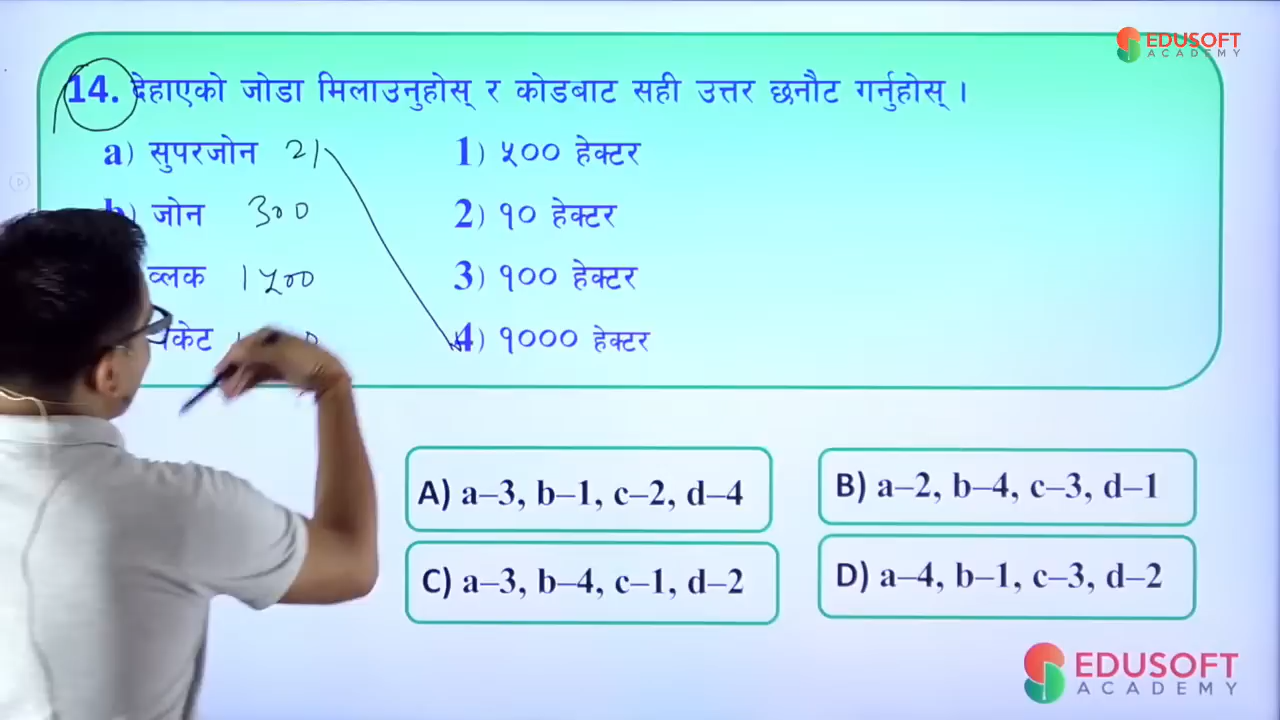 EDUSOFT
ACADEMY
14. देहाएको जोडा मिलाउनुहोस् र कोडबाट सही उत्तर छनौट गर्नुहोस् ।
a) सुपरजोन 21 1) ५०० हेक्टर
b) जोन 300 2) १० हेक्टर
ब्लक 1500 3) १०० हेक्टर
4) १००० हेक्टर
A) a–3, b–1, c–2, d–4
B) a–2, b–4, c–3, d–1
C) a–3, b–4, c–1, d–2
D) a–4, b–1, c–3, d–2
EDUSOFT
ACADEMY